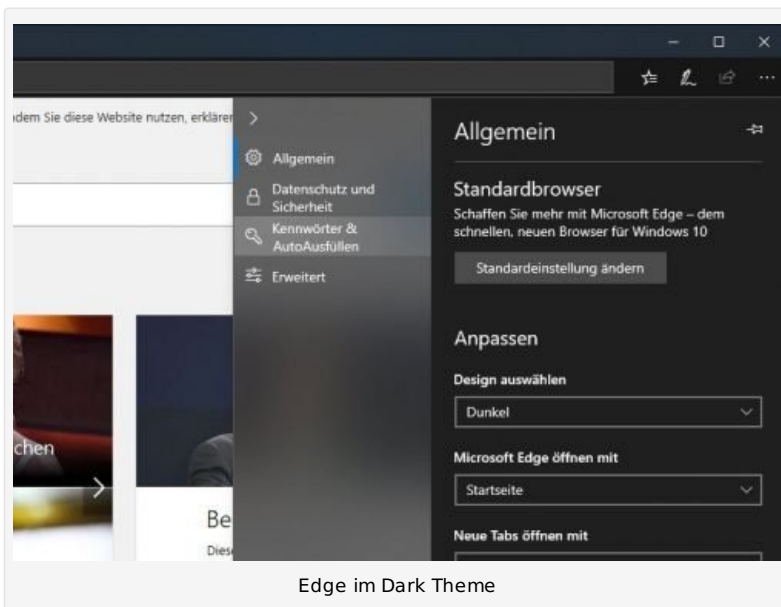 dem Sie diese Website nutzen, erklären
Allgemein
Datenschutz und
Sicherheit
Kennwörter &
AutoAusfüllen
Erweitert
Allgemein
Standardbrowser
Schaffen Sie mehr mit Microsoft Edge – dem
schnellen, neuen Browser für Windows 10
Standardeinstellung ändern
Anpassen
Design auswählen
Dunkel
Microsoft Edge öffnen mit
Startseite
Neue Tabs öffnen mit
chen
Be
Dies
Edge im Dark Theme